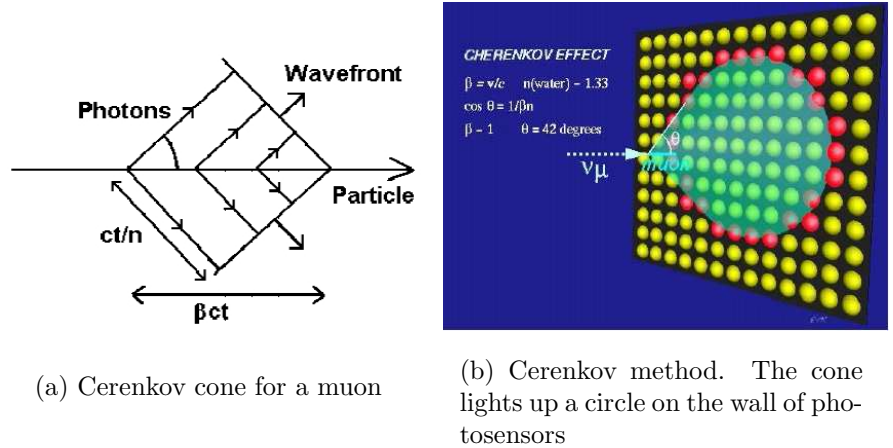 Photons
Wavefront
Particle
ct/n
βct
CHERENKOV EFFECT
β = v/c n(water) - 1.33
cos θ = 1/βn
β - 1 θ = 42 degrees
θ
muon
νμ
(a) Cerenkov cone for a muon
(b) Cerenkov method. The cone
lights up a circle on the wall of pho-
tosensors